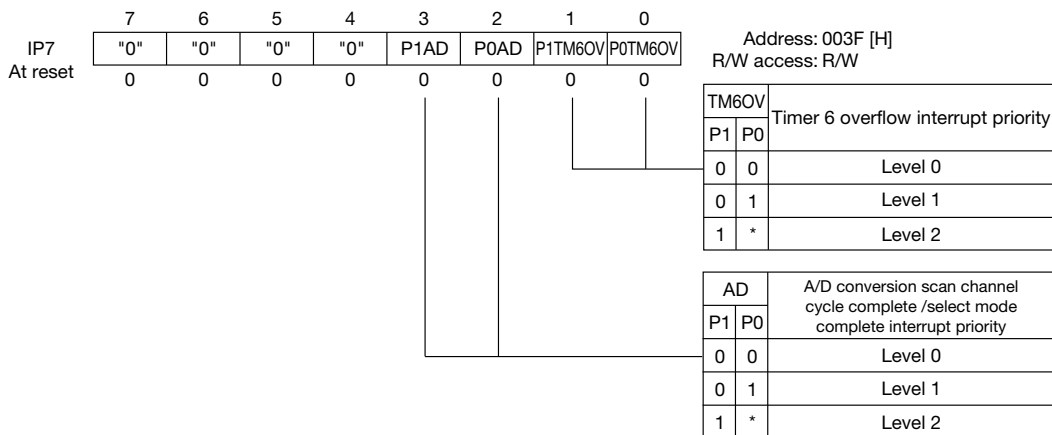 7 6 5 4 3 2 1 0
IP7 "0" "0" "0" "0" P1AD P0AD P1TM6OV P0TM6OV
At reset 0 0 0 0 0 0 0 0
Address: 003F [H]
R/W access: R/W
TM6OV Timer 6 overflow interrupt priority
P1 P0
0 0 Level 0
0 1 Level 1
1 * Level 2
AD A/D conversion scan channel
cycle complete /select mode
P1 P0 complete interrupt priority
0 0 Level 0
0 1 Level 1
1 * Level 2